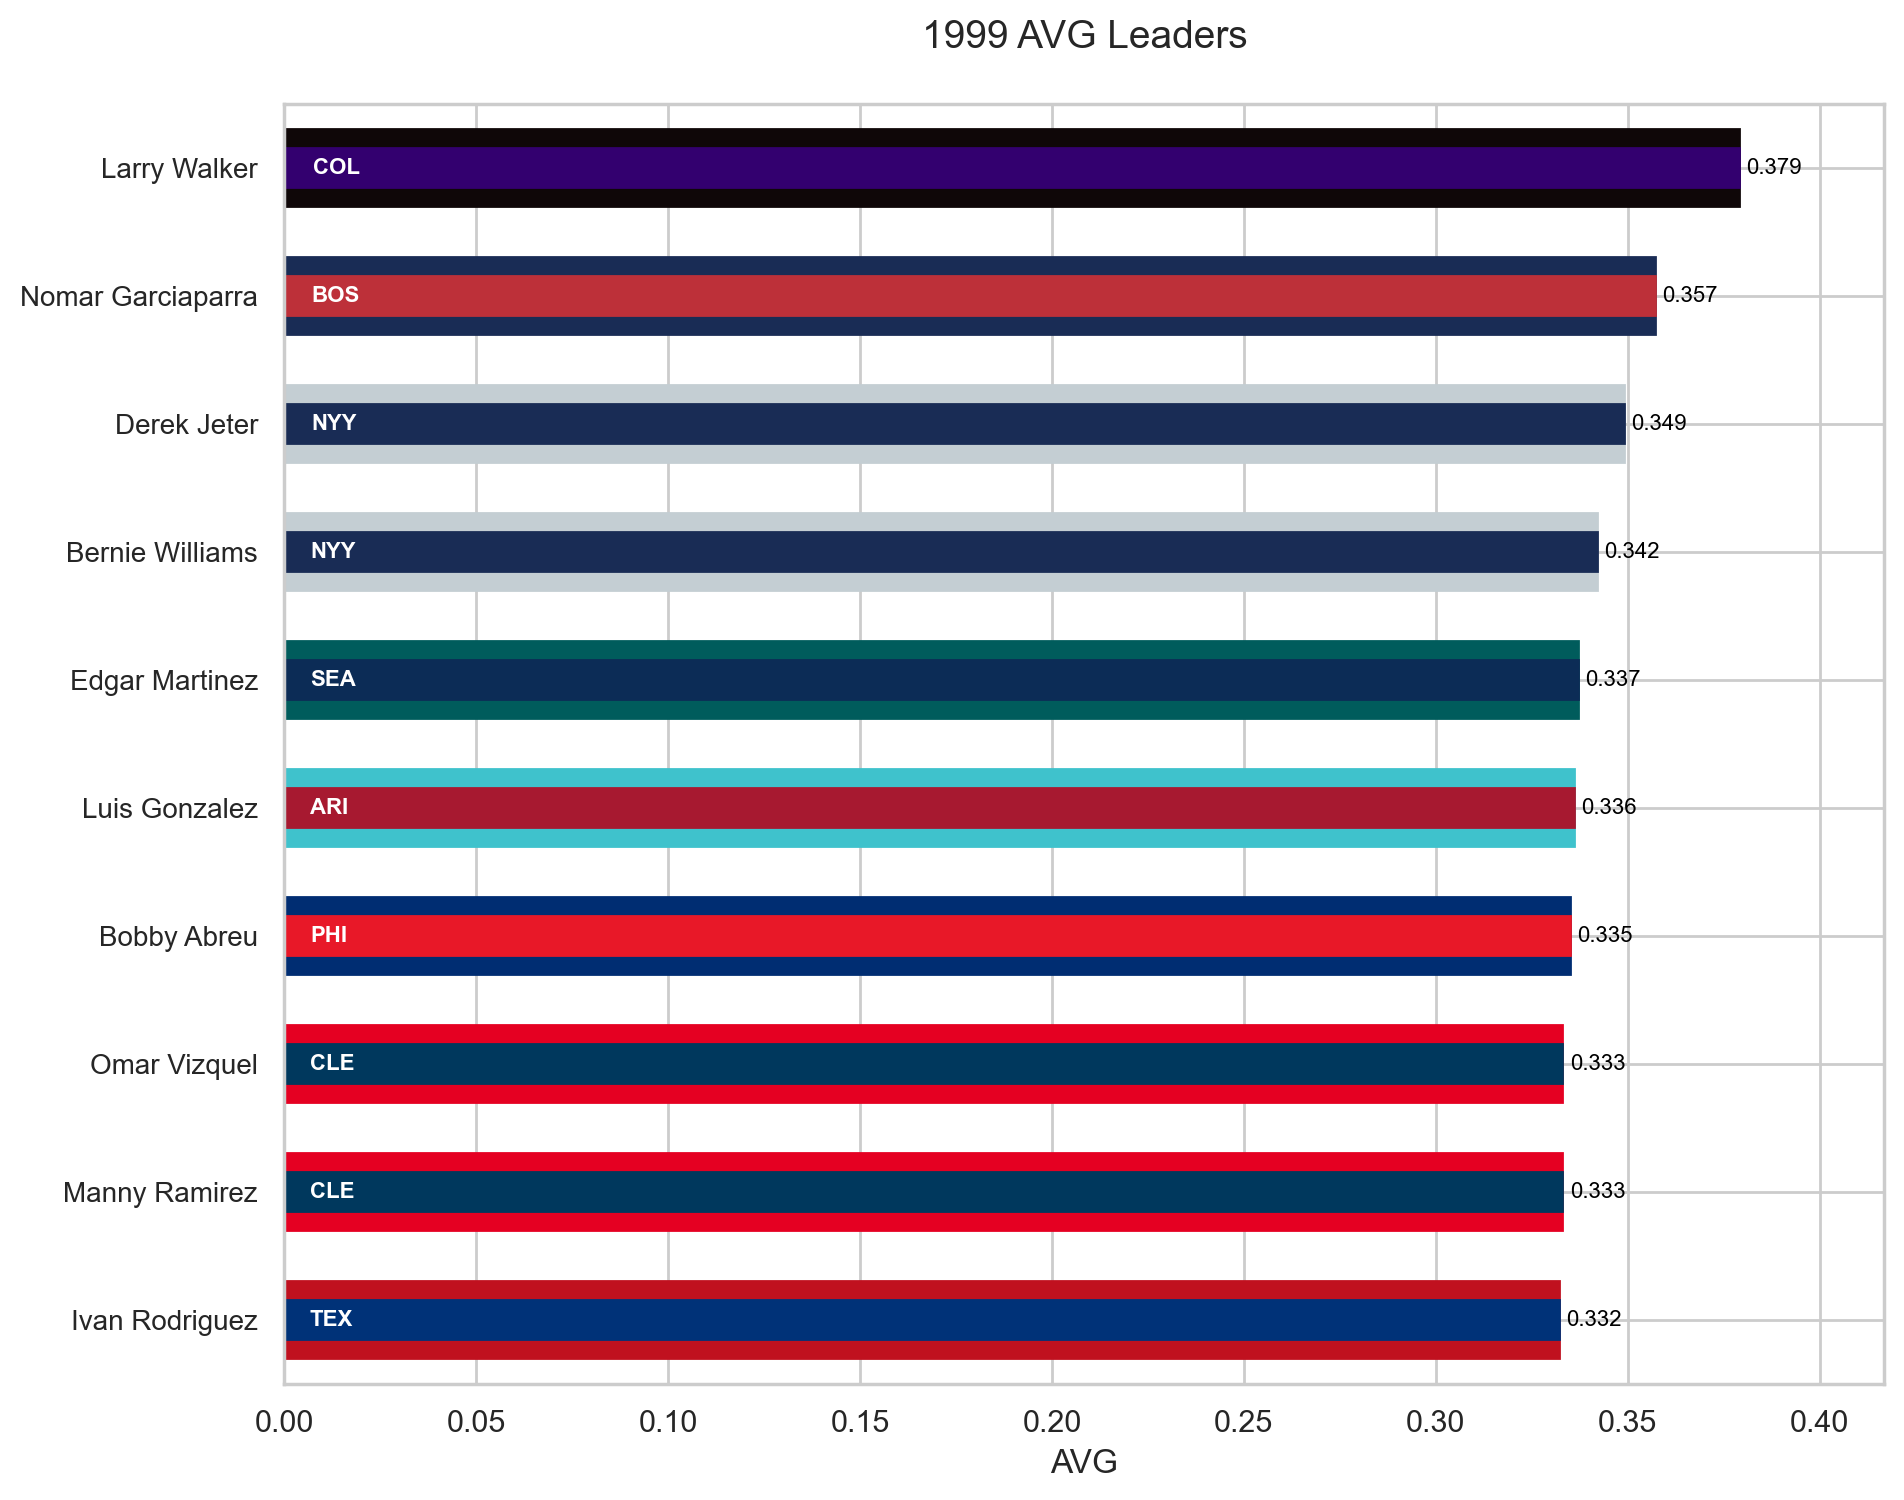 1999 AVG Leaders
Larry Walker COL 0.379
Nomar Garciaparra BOS 0.357
Derek Jeter NYY 0.349
Bernie Williams NYY 0.342
Edgar Martinez SEA 0.337
Luis Gonzalez ARI 0.336
Bobby Abreu PHI 0.335
Omar Vizquel CLE 0.333
Manny Ramirez CLE 0.333
Ivan Rodriguez TEX 0.332
0.00 0.05 0.10 0.15 0.20 0.25 0.30 0.35 0.40
AVG